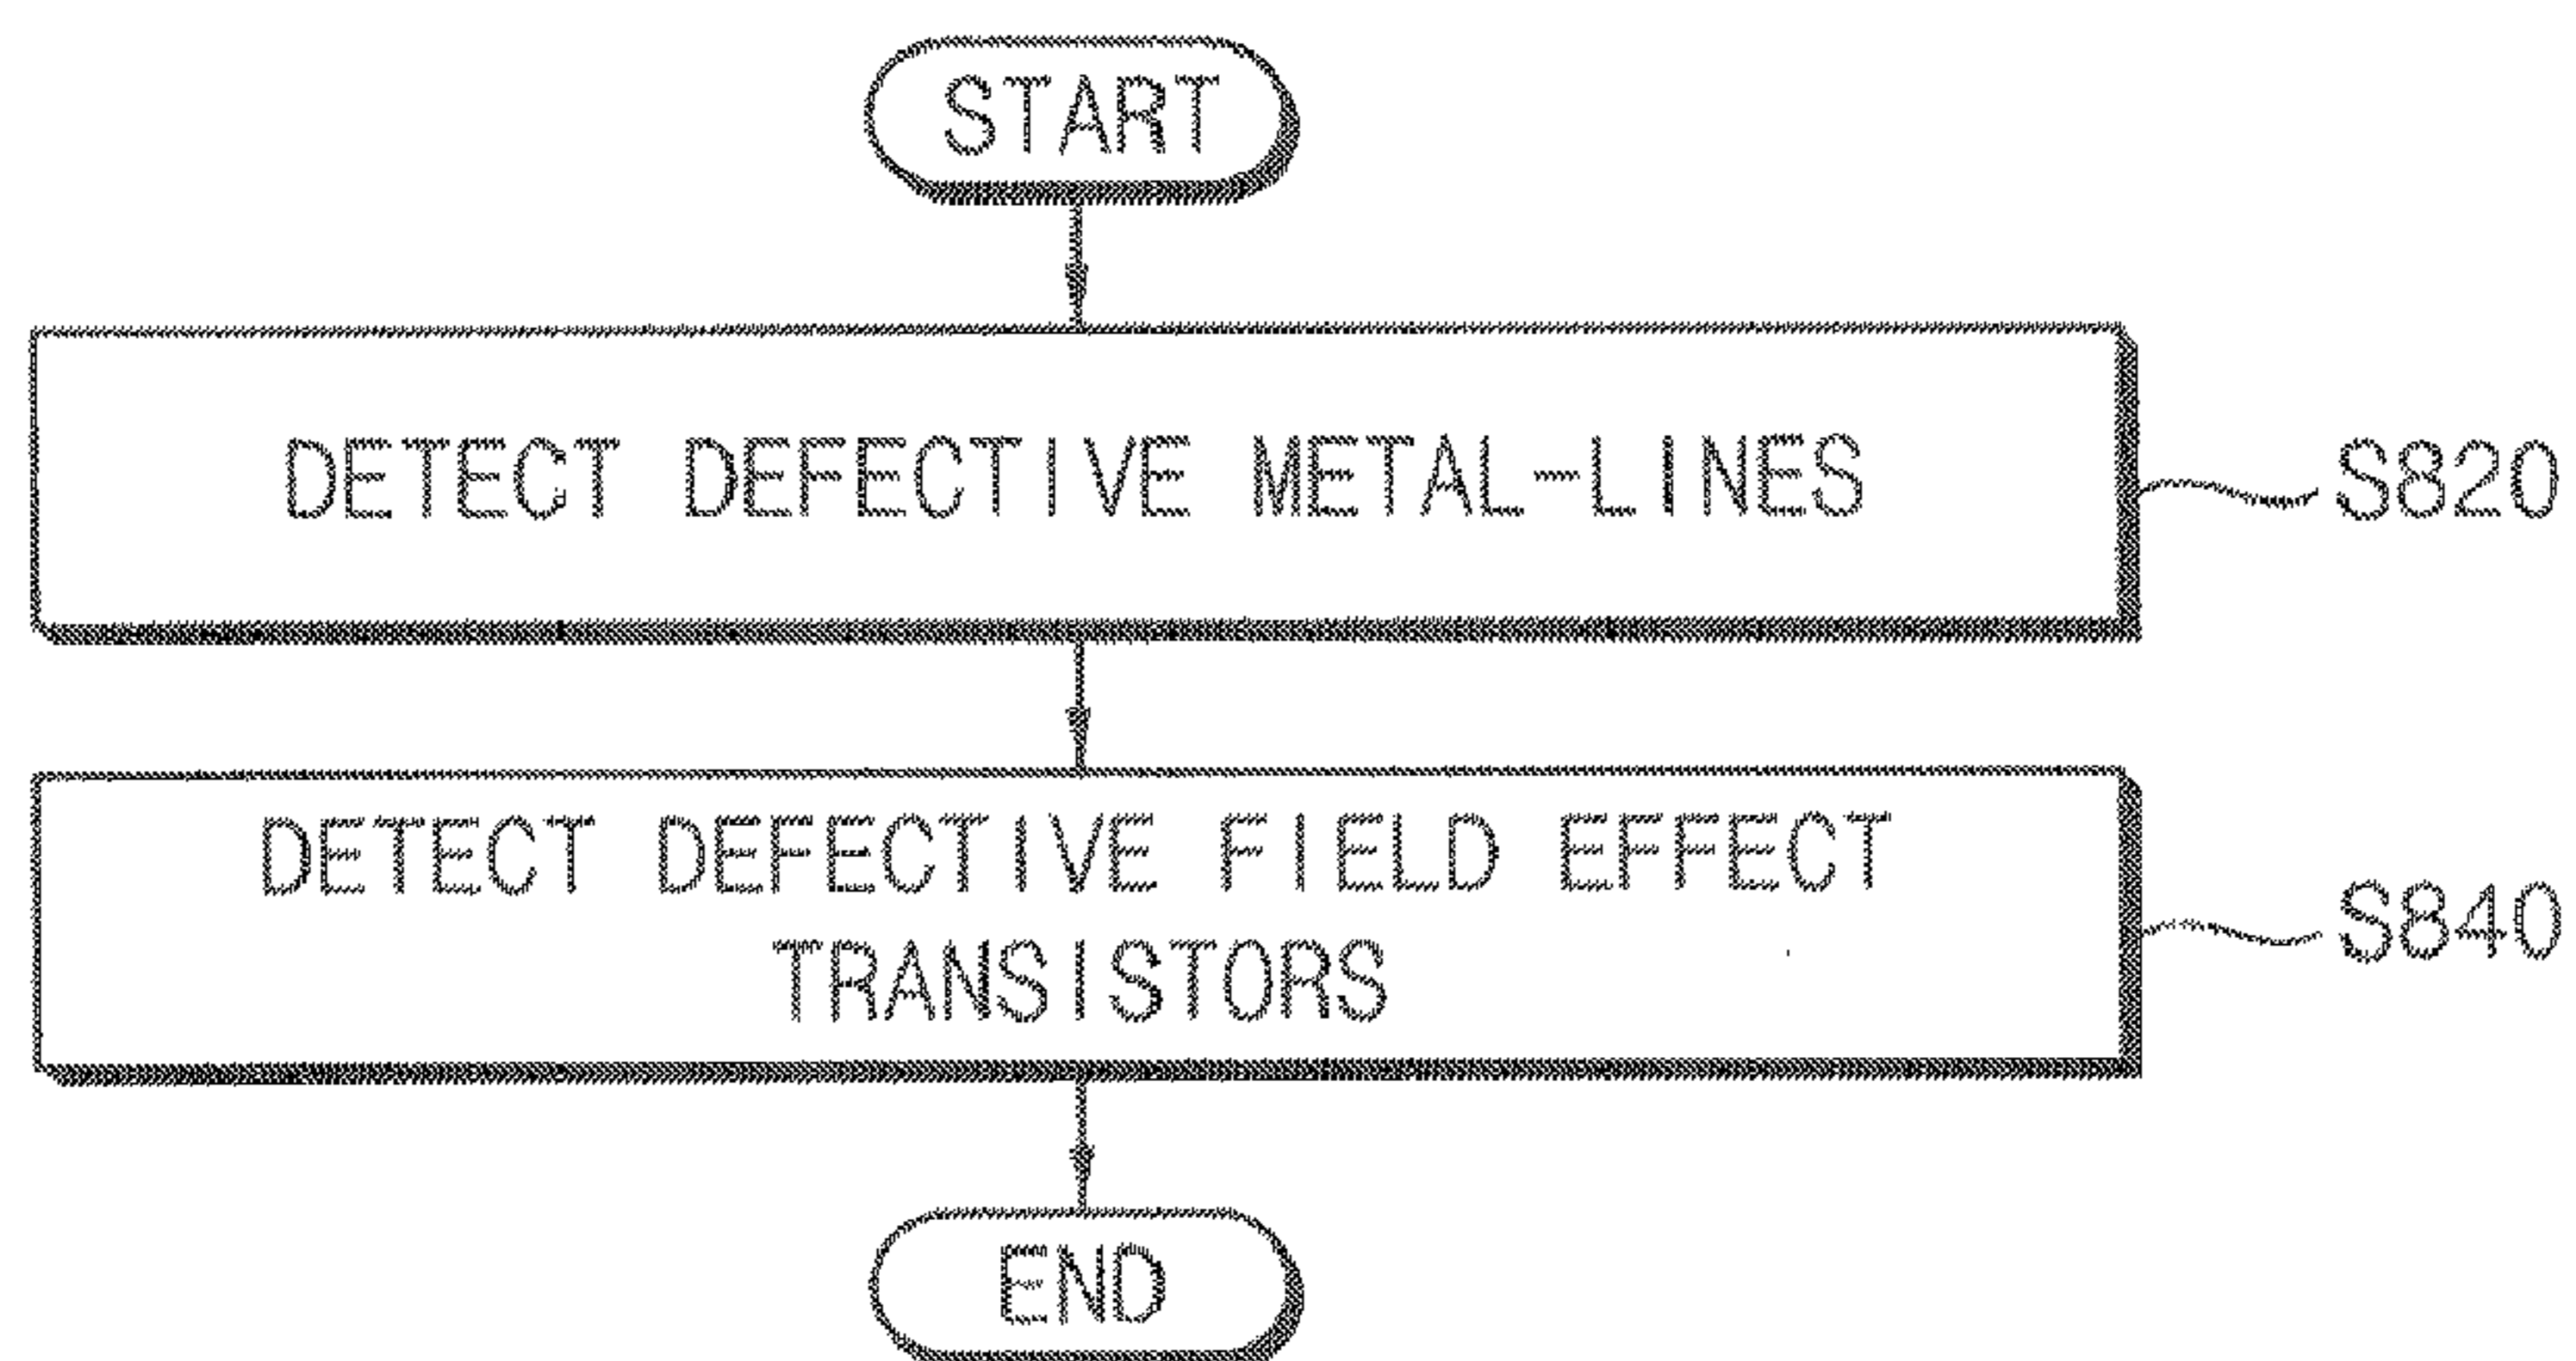 START
DETECT DEFECTIVE METAL-LINES
S820
DETECT DEFECTIVE FIELD EFFECT
TRANSISTORS
S840
END